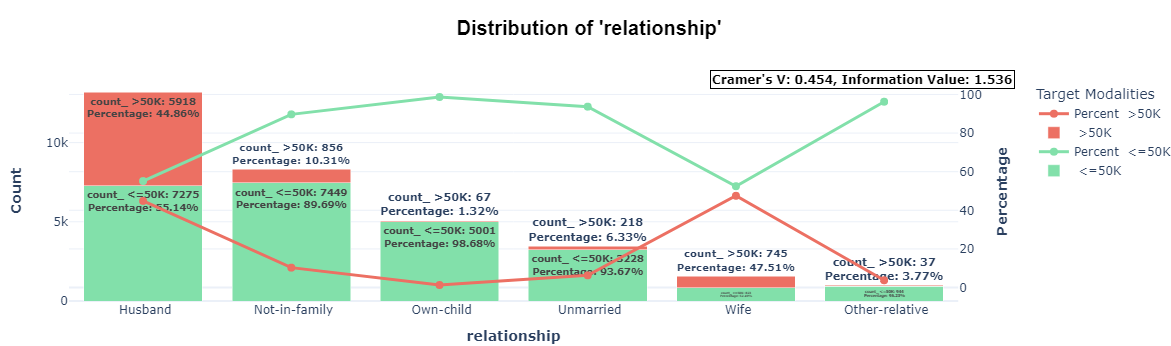 Distribution of 'relationship'
Cramer's V: 0.454, Information Value: 1.536
Count
10k
5k
0
count_ >50K: 5918
Percentage: 44.86%
count_ <=50K: 7275
Percentage: 55.14%
count_ >50K: 856
Percentage: 10.31%
count_ <=50K: 7449
Percentage: 89.69%
count_ >50K: 67
Percentage: 1.32%
count_ <=50K: 5001
Percentage: 98.68%
count_ >50K: 218
Percentage: 6.33%
count_ <=50K: 3228
Percentage: 93.67%
count_ >50K: 745
Percentage: 47.51%
count_ >50K: 37
Percentage: 3.77%
Husband
Not-in-family
Own-child
Unmarried
Wife
Other-relative
relationship
100
80
60
40
20
0
Percentage
Target Modalities
Percent >50K
>50K
Percent <=50K
<=50K